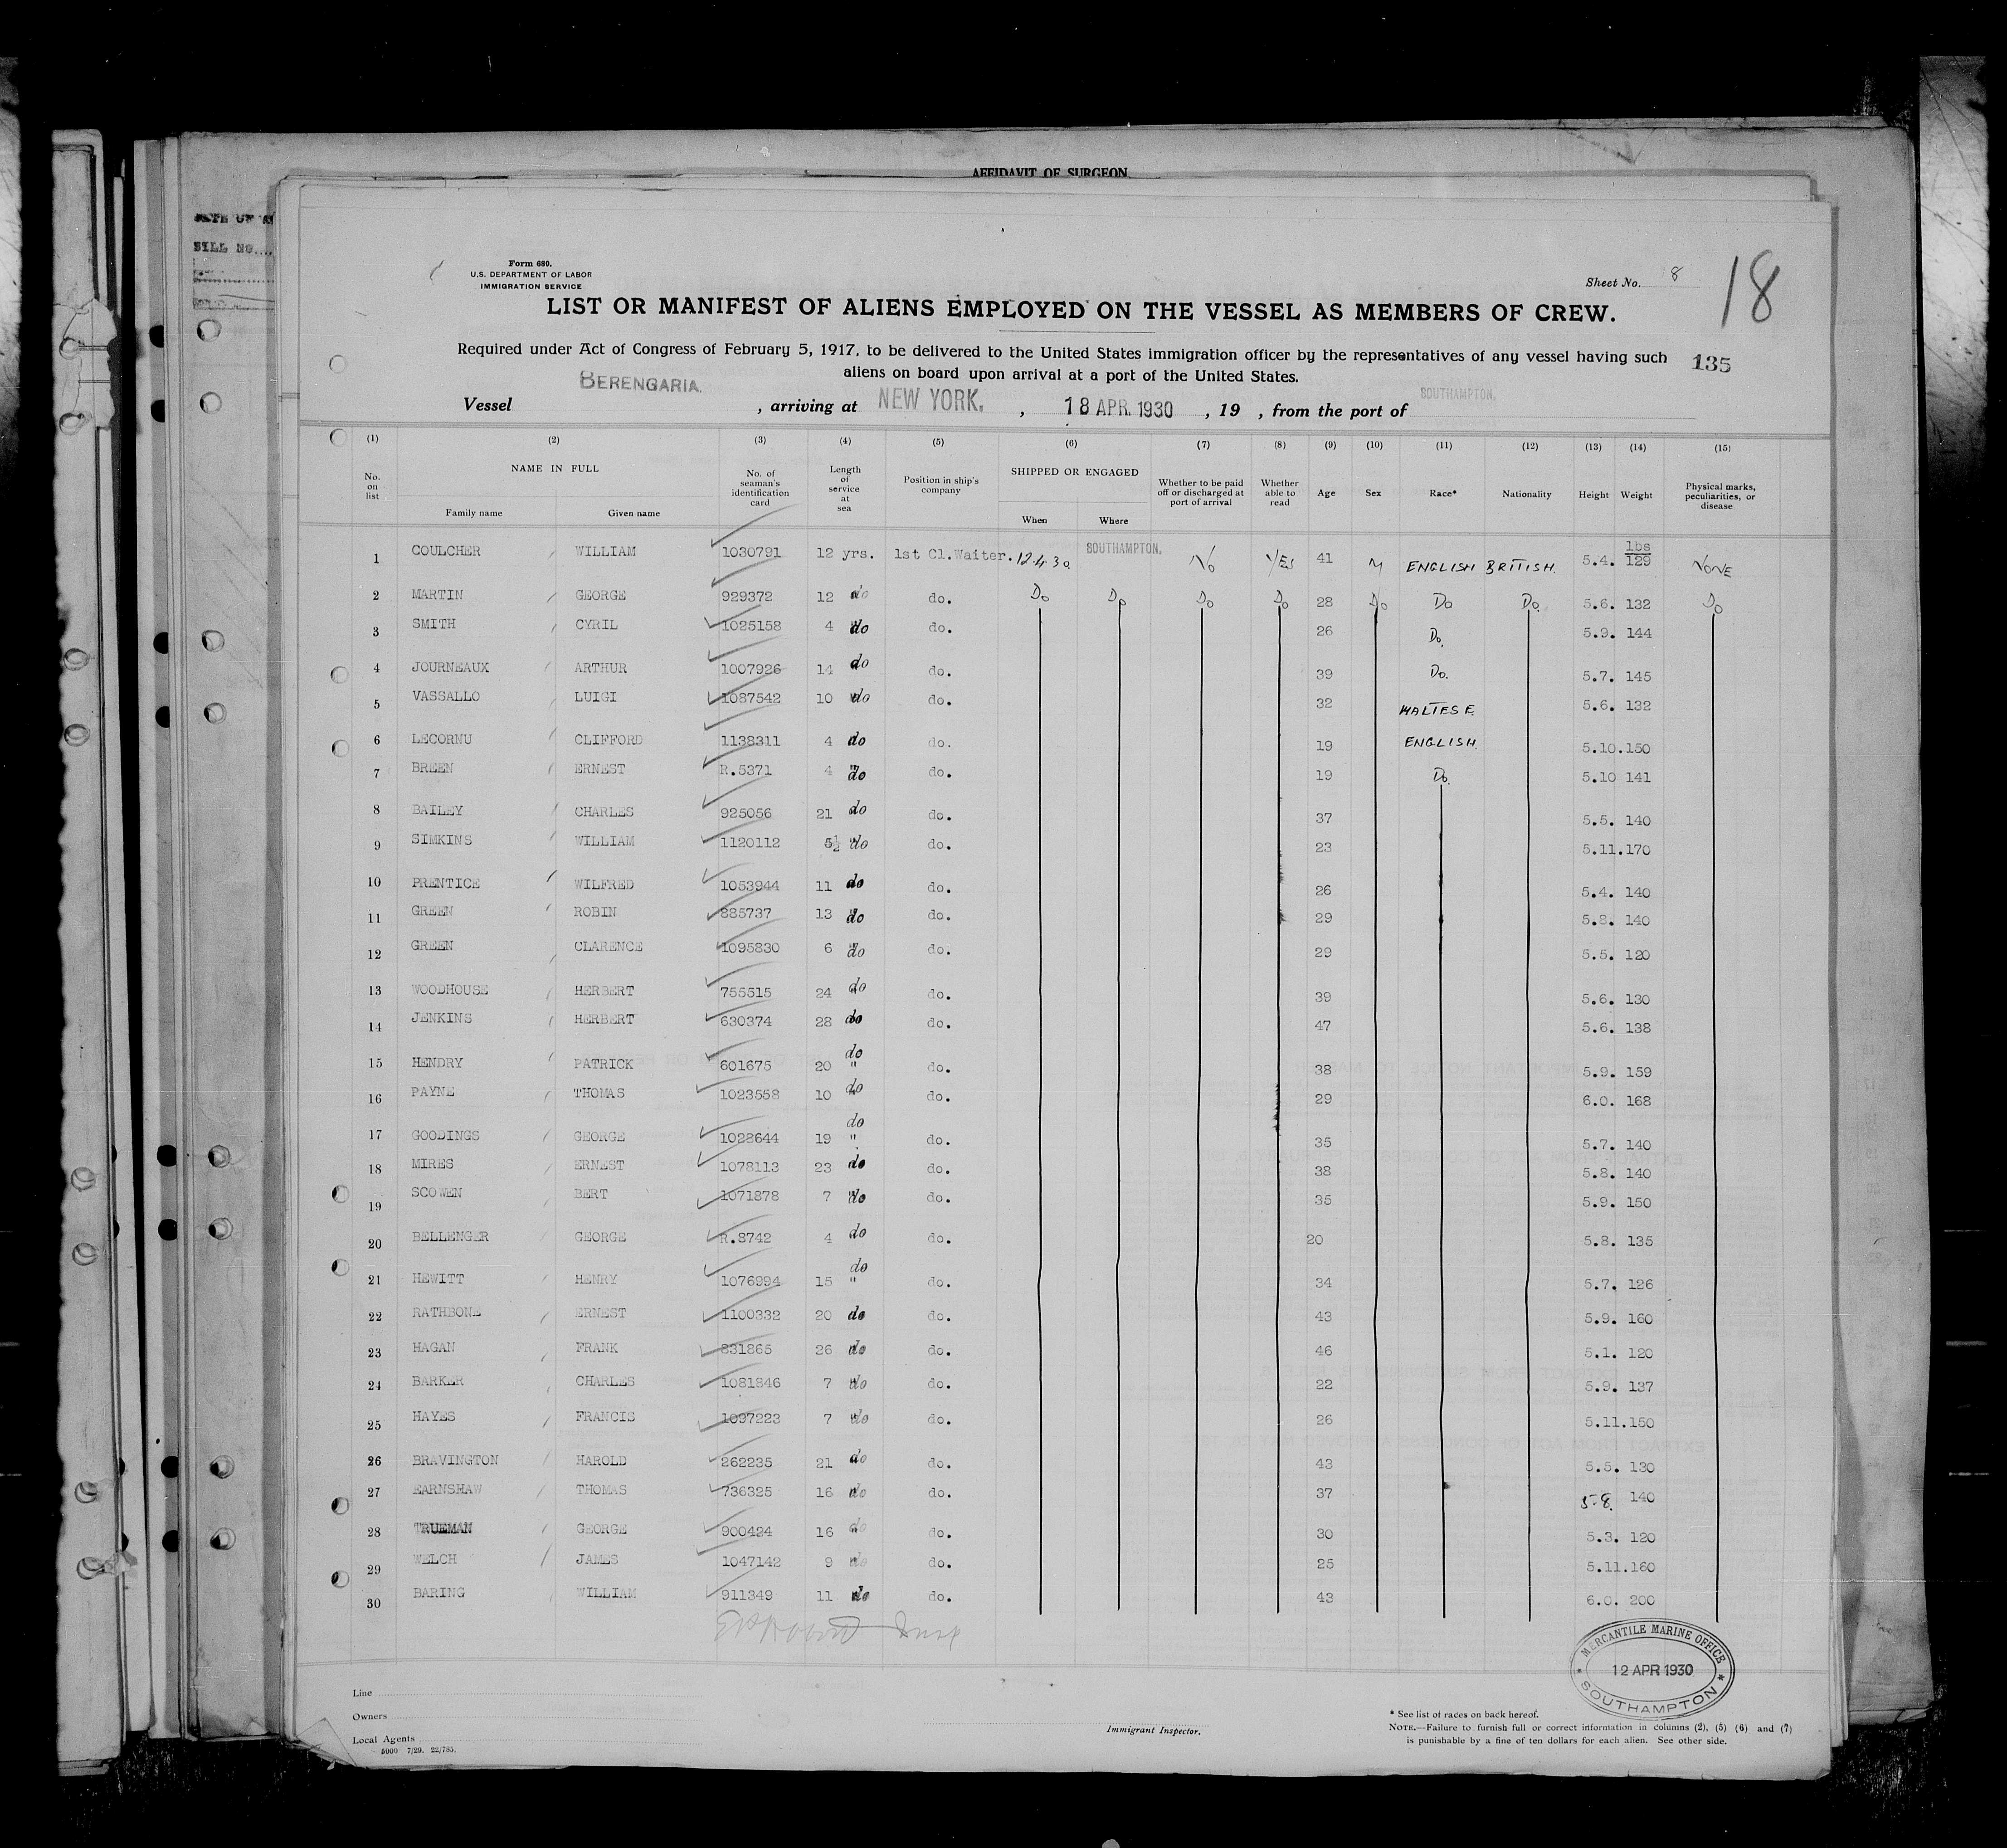 AFFIDAVIT OF SURGEON
Form 680.
U.S. DEPARTMENT OF LABOR
IMMIGRATION SERVICE
Sheet No. 8
18
LIST OR MANIFEST OF ALIENS EMPLOYED ON THE VESSEL AS MEMBERS OF CREW.
Required under Act of Congress of February 5, 1917, to be delivered to the United States immigration officer by the representatives of any vessel having such
135
aliens on board upon arrival at a port of the United States.
Vessel BERENGARIA. , arriving at NEW YORK. , 18 APR. 1930 , 19 , from the port of SOUTHAMPTON.
(1) (2) (3) (4) (5) (6) (7) (8) (9) (10) (11) (12) (13) (14) (15)
No. on list NAME IN FULL Family name Given name No. of seaman's identification card Length of service at sea Position in ship's company SHIPPED OR ENGAGED When Where Whether to be paid off or discharged at port of arrival Whether able to read Age Sex Race* Nationality Height Weight Physical marks, peculiarities, or disease
1 COULCHER WILLIAM 1030791 12 yrs. 1st Cl.Waiter. 12.4.30. SOUTHAMPTON. No YES 41 M ENGLISH BRITISH. 5.4. lbs 129 NONE
2 MARTIN GEORGE 929372 12 do do. Do Do Do Do 28 Do Do Do. 5.6. 132 Do
3 SMITH CYRIL 1025158 4 do do. 26 Do. 5.9. 144
4 JOURNEAUX ARTHUR 1007926 14 do do. 39 Do. 5.7. 145
5 VASSALLO LUIGI 1087542 10 do do. 32 MALTESE. 5.6. 132
6 LECORNU CLIFFORD 1138311 4 do do. 19 ENGLISH. 5.10.150
7 BREEN ERNEST R.5371 4 do do. 19 Do. 5.10 141
8 BAILEY CHARLES 925056 21 do do. 37 5.5. 140
9 SIMKINS WILLIAM 1120112 5½ do do. 23 5.11.170
10 PRENTICE WILFRED 1053944 11 do do. 26 5.4. 140
11 GREEN ROBIN 885737 13 do do. 29 5.8. 140
12 GREEN CLARENCE 1095830 6 do do. 29 5.5. 120
13 WOODHOUSE HERBERT 755515 24 do do. 39 5.6. 130
14 JENKINS HERBERT 630374 28 do do. 47 5.6. 138
15 HENDRY PATRICK 601675 20 do " do. 38 5.9. 159
16 PAYNE THOMAS 1023558 10 do do. 29 6.0. 168
17 GOODINGS GEORGE 1028644 19 do " do. 35 5.7. 140
18 MIRES ERNEST 1078113 23 do do. 38 5.8. 140
19 SCOWEN BERT 1071878 7 do do. 35 5.9. 150
20 BELLENGER GEORGE R.8742 4 do do. 20 5.8. 135
21 HEWITT HENRY 1076994 15 do " do. 34 5.7. 126
22 RATHBONE ERNEST 1100332 20 do do. 43 5.9. 160
23 HAGAN FRANK 831865 26 do do. 46 5.1. 120
24 BARKER CHARLES 1081846 7 do do. 22 5.9. 137
25 HAYES FRANCIS 1097223 7 do do. 26 5.11.150
26 BRAVINGTON HAROLD 262235 21 do do. 43 5.5. 130
27 EARNSHAW THOMAS 736325 16 do do. 37 5-8. 140
28 TRUEMAN GEORGE 900424 16 do do. 30 5.3. 120
29 WELCH JAMES 1047142 9 do do. 25 5.11.160
30 BARING WILLIAM 911349 11 do do. 43 6.0. 200
MERCANTILE MARINE OFFICE
12 APR 1930
SOUTHAMPTON
Line
Owners
Local Agents
5000 7/29. 22/785.
Immigrant Inspector.
* See list of races on back hereof.
NOTE.—Failure to furnish full or correct information in columns (2), (5) (6) and (7)
is punishable by a fine of ten dollars for each alien. See other side.